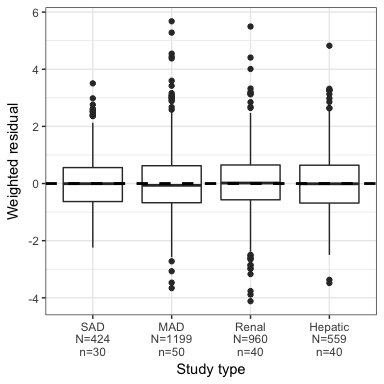 Weighted residual
6
4
2
0
-2
-4
SAD MAD Renal Hepatic
N=424 N=1199 N=960 N=559
n=30 n=50 n=40 n=40
Study type